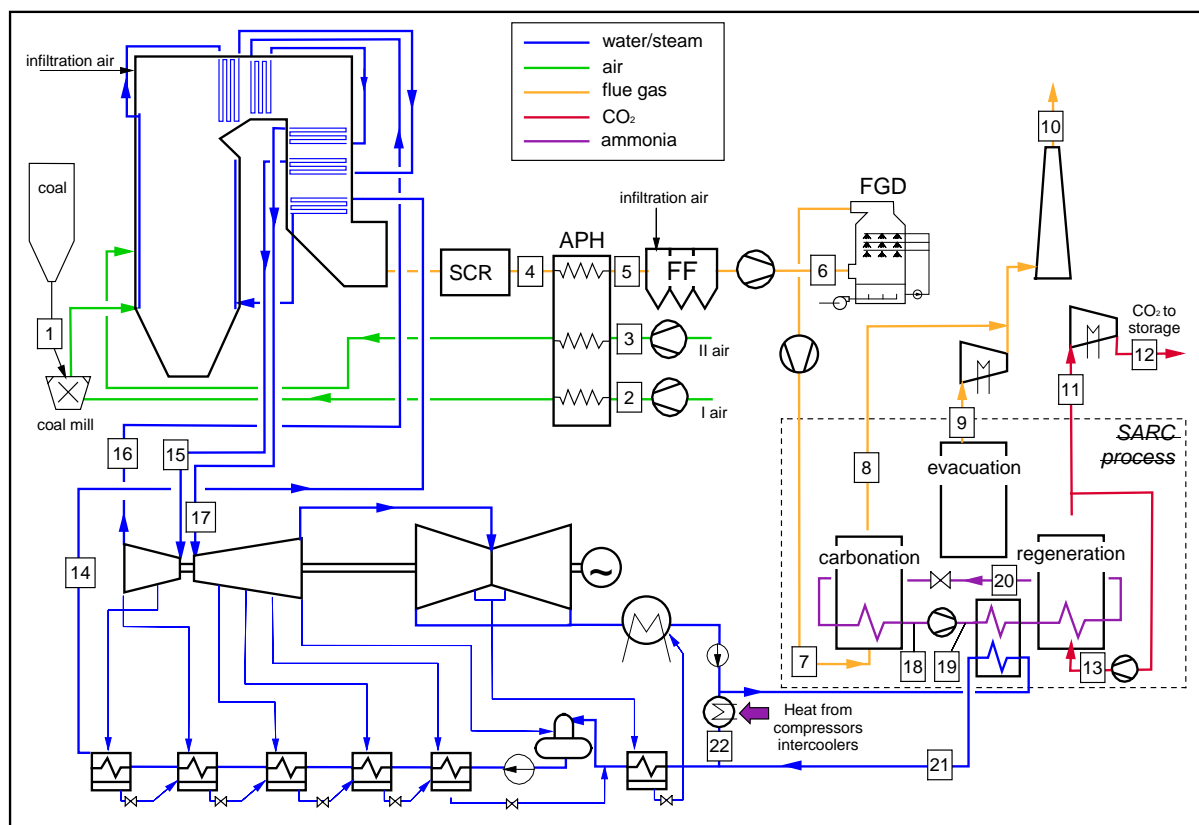 water/steam
air
flue gas
CO₂
ammonia
infiltration air
coal
1
coal mill
SCR
4
APH
5
infiltration air
FF
6
FGD
10
3
II air
2
I air
CO₂ to
storage
12
11
9
8
SARC
process
evacuation
carbonation
regeneration
20
7
18
19
13
16
15
17
14
~
Heat from
compressors
intercoolers
22
21